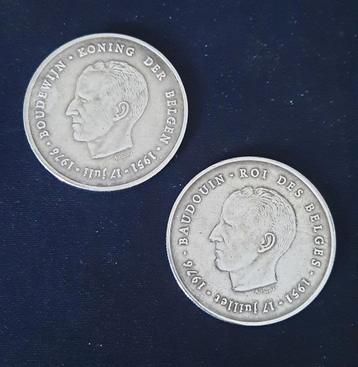 BOUDEWIJN · KONING DER BELGEN · 1951 · 17 juli · 1976 ·
BAUDOUIN · ROI DES BELGES · 1951 · 17 juillet · 1976 ·